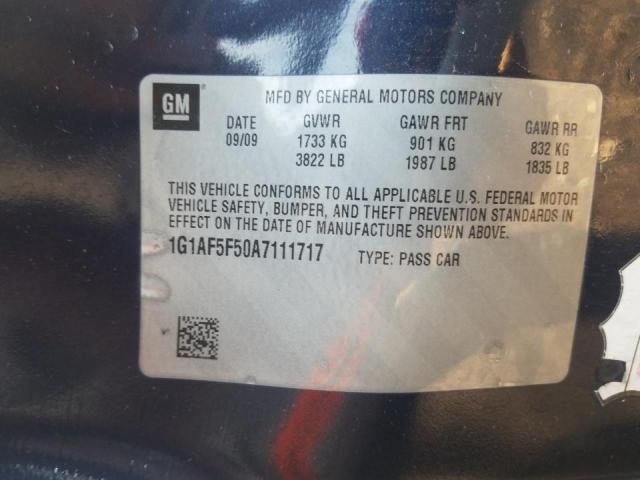 GM
MFD BY GENERAL MOTORS COMPANY
DATE GVWR GAWR FRT GAWR RR
09/09 1733 KG 901 KG 832 KG
3822 LB 1987 LB 1835 LB
THIS VEHICLE CONFORMS TO ALL APPLICABLE U.S. FEDERAL MOTOR
VEHICLE SAFETY, BUMPER, AND THEFT PREVENTION STANDARDS IN
EFFECT ON THE DATE OF MANUFACTURE SHOWN ABOVE.
1G1AF5F50A7111717 TYPE: PASS CAR